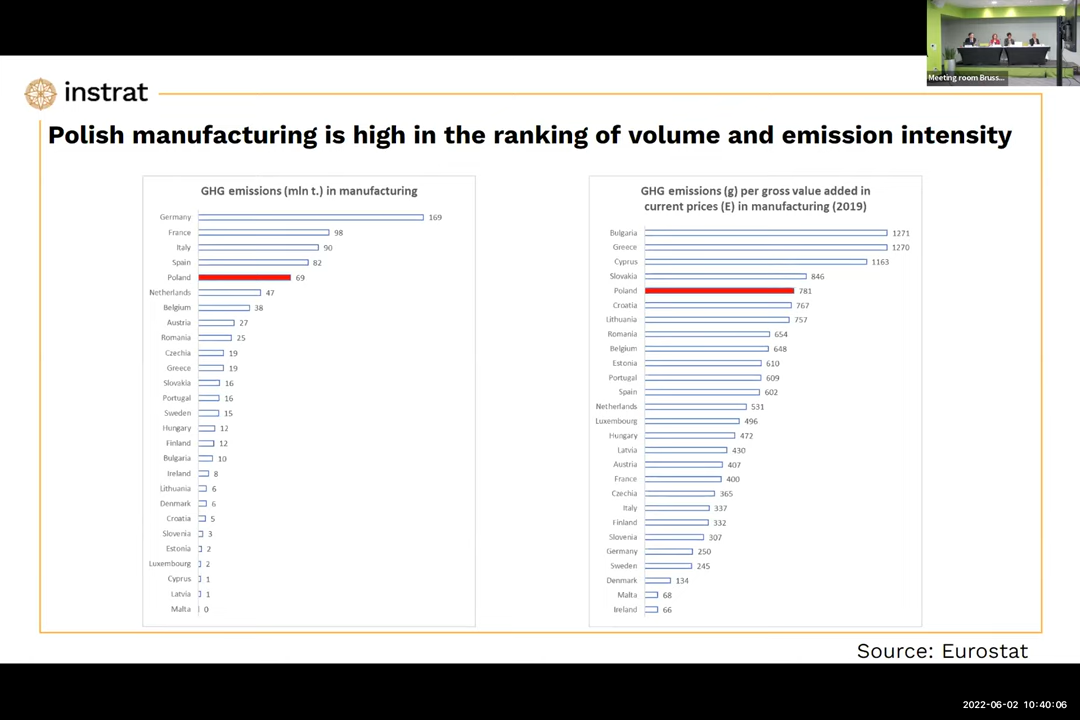 Meeting room Bruss...
instrat
Polish manufacturing is high in the ranking of volume and emission intensity
GHG emissions (mln t.) in manufacturing
Germany 169
France 98
Italy 90
Spain 82
Poland 69
Netherlands 47
Belgium 38
Austria 27
Romania 25
Czechia 19
Greece 19
Slovakia 16
Portugal 16
Sweden 15
Hungary 12
Finland 12
Bulgaria 10
Ireland 8
Lithuania 6
Denmark 6
Croatia 5
Slovenia 3
Estonia 2
Luxembourg 2
Cyprus 1
Latvia 1
Malta 0
GHG emissions (g) per gross value added in
current prices (E) in manufacturing (2019)
Bulgaria 1271
Greece 1270
Cyprus 1163
Slovakia 846
Poland 781
Croatia 767
Lithuania 757
Romania 654
Belgium 648
Estonia 610
Portugal 609
Spain 602
Netherlands 531
Luxembourg 496
Hungary 472
Latvia 430
Austria 407
France 400
Czechia 365
Italy 337
Finland 332
Slovenia 307
Germany 250
Sweden 245
Denmark 134
Malta 68
Ireland 66
Source: Eurostat
2022-06-02 10:40:06